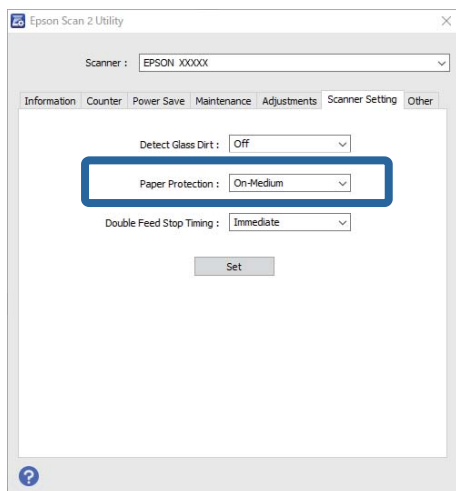 Epson Scan 2 Utility
Scanner : EPSON XXXXX
Information Counter Power Save Maintenance Adjustments Scanner Setting Other
Detect Glass Dirt : Off
Paper Protection : On-Medium
Double Feed Stop Timing : Immediate
Set
?